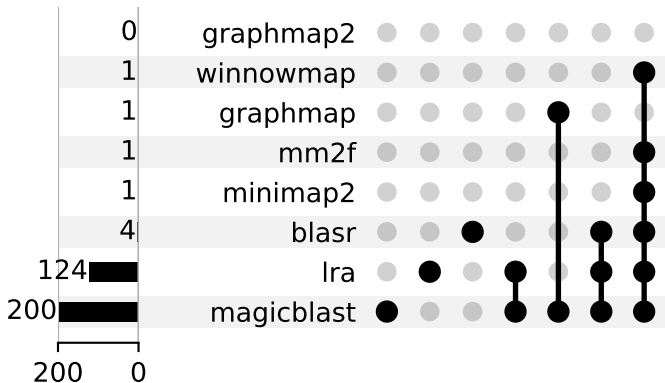 0 graphmap2
1 winnowmap
1 graphmap
1 mm2f
1 minimap2
4 blasr
124 lra
200 magicblast
200 0